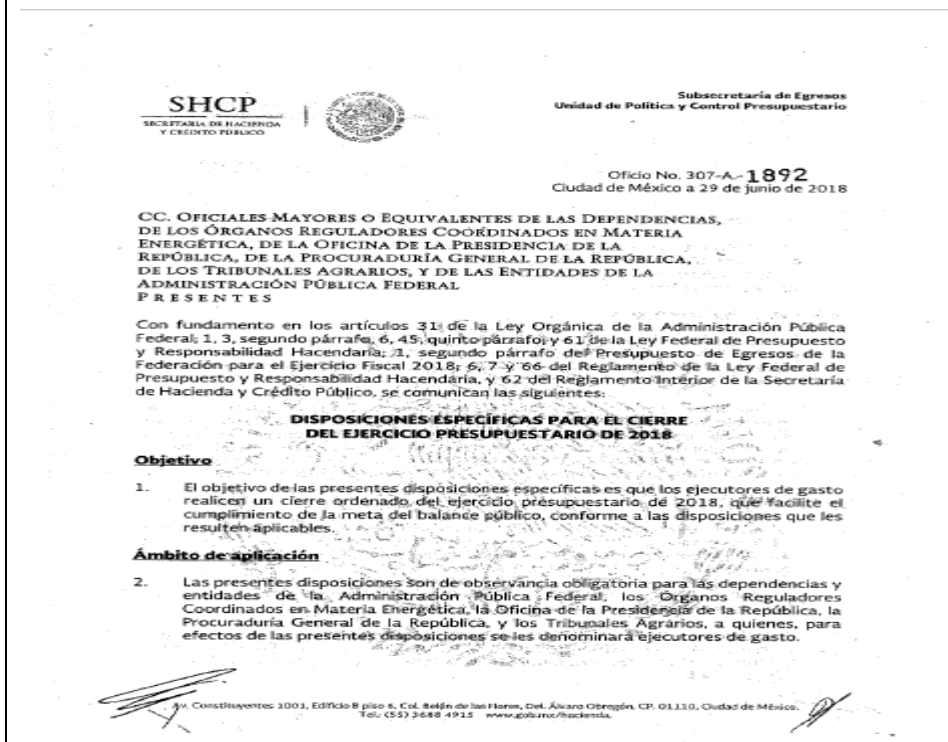 SHCP
SECRETARÍA DE HACIENDA
Y CRÉDITO PÚBLICO
Subsecretaría de Egresos
Unidad de Política y Control Presupuestario
Oficio No. 307-A.-1892
Ciudad de México a 29 de junio de 2018
CC. OFICIALES MAYORES O EQUIVALENTES DE LAS DEPENDENCIAS,
DE LOS ÓRGANOS REGULADORES COORDINADOS EN MATERIA
ENERGÉTICA, DE LA OFICINA DE LA PRESIDENCIA DE LA
REPÚBLICA, DE LA PROCURADURÍA GENERAL DE LA REPÚBLICA,
DE LOS TRIBUNALES AGRARIOS, Y DE LAS ENTIDADES DE LA
ADMINISTRACIÓN PÚBLICA FEDERAL
P R E S E N T E S
Con fundamento en los artículos 31 de la Ley Orgánica de la Administración Pública
Federal; 1, 3, segundo párrafo, 6, 45, quinto párrafo, y 61 de la Ley Federal de Presupuesto
y Responsabilidad Hacendaria; 1, segundo párrafo del Presupuesto de Egresos de la
Federación para el Ejercicio Fiscal 2018; 6, 7 y 66 del Reglamento de la Ley Federal de
Presupuesto y Responsabilidad Hacendaria, y 62 del Reglamento Interior de la Secretaría
de Hacienda y Crédito Público, se comunican las siguientes:
DISPOSICIONES ESPECÍFICAS PARA EL CIERRE
DEL EJERCICIO PRESUPUESTARIO DE 2018
Objetivo
1. El objetivo de las presentes disposiciones específicas es que los ejecutores de gasto
realicen un cierre ordenado del ejercicio presupuestario de 2018, que facilite el
cumplimiento de la meta del balance público, conforme a las disposiciones que les
resulten aplicables.
Ámbito de aplicación
2. Las presentes disposiciones son de observancia obligatoria para las dependencias y
entidades de la Administración Pública Federal, los Órganos Reguladores
Coordinados en Materia Energética, la Oficina de la Presidencia de la República, la
Procuraduría General de la República, y los Tribunales Agrarios, a quienes, para
efectos de las presentes disposiciones se les denominará ejecutores de gasto.
Av. Constituyentes 1001, Edificio B piso 6, Col. Belén de las Flores, Del. Álvaro Obregón, CP. 01110, Ciudad de México.
Tel.: (55) 3688 4915 www.gob.mx/hacienda